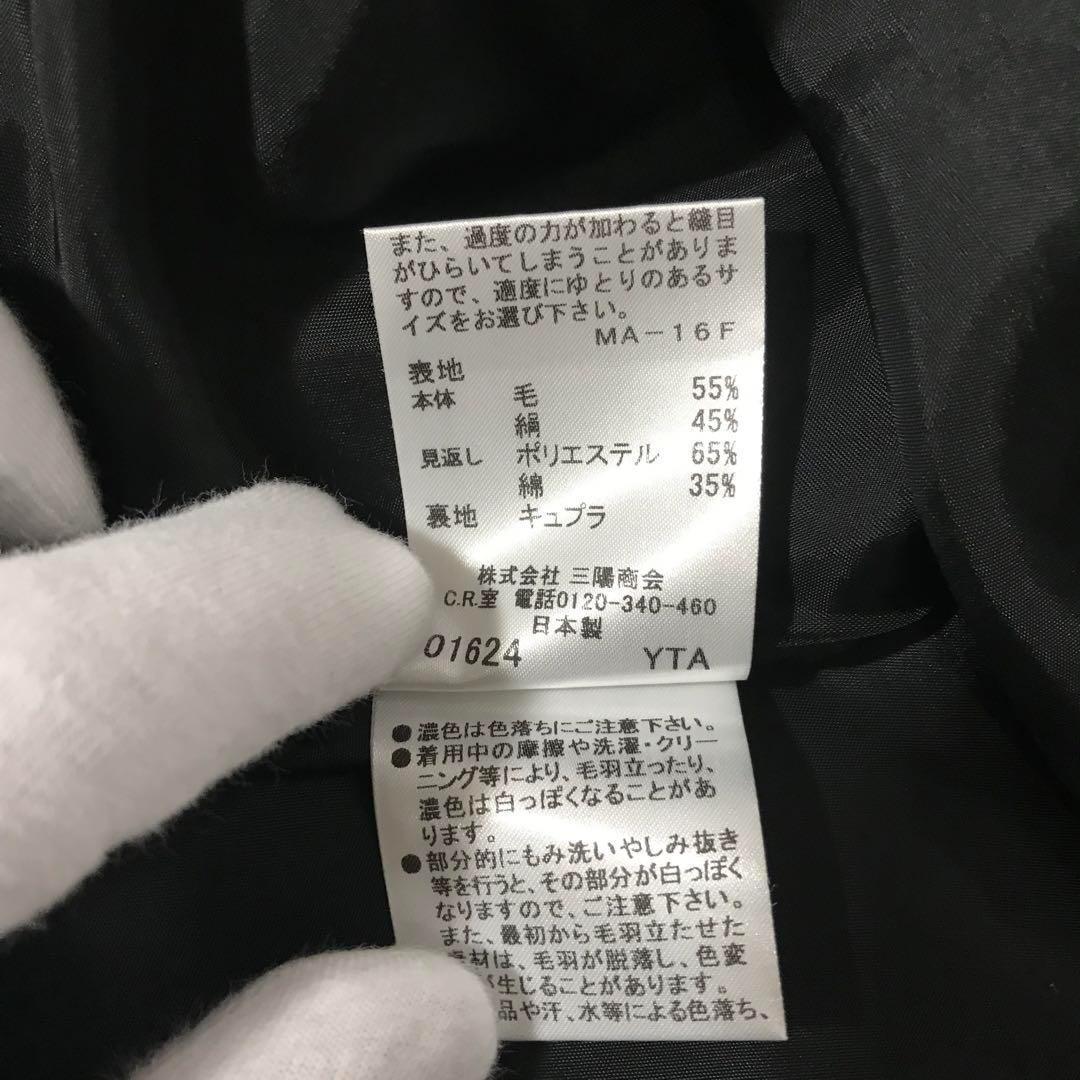 また、過度の力が加わると縫目
がひらいてしまうことがありま
すので、適度にゆとりのあるサ
イズをお選び下さい。
MA-16F
表地
本体 毛 55%
絹 45%
見返し ポリエステル 65%
綿 35%
裏地 キュプラ
株式会社 三陽商会
C.R.室 電話0120-340-460
日本製
01624 YTA
●濃色は色落ちにご注意下さい。
●着用中の摩擦や洗濯・クリー
ニング等により、毛羽立ったり、
濃色は白っぽくなることがあ
ります。
●部分的にもみ洗いやしみ抜き
等を行うと、その部分が白っぽく
なりますので、ご注意下さい。
また、最初から毛羽立たせた
材は、毛羽が脱落し、色変
が生じることがあります。
品や汗、水等による色落ち、